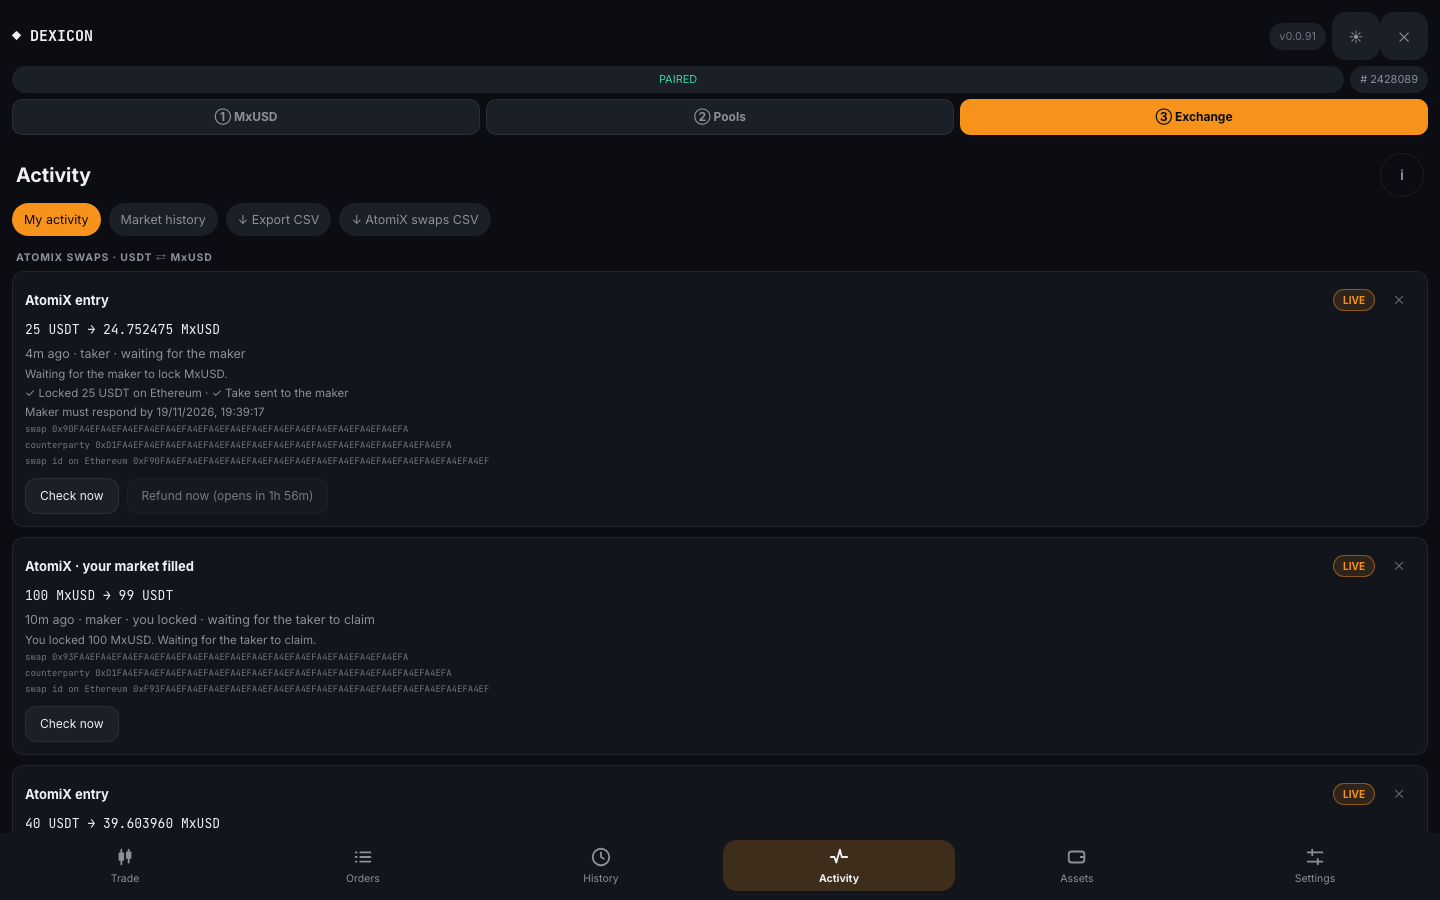 ◆ DEXICON
v0.0.91
PAIRED
# 2428089
① MxUSD
② Pools
③ Exchange
Activity
i
My activity
Market history
↓ Export CSV
↓ AtomiX swaps CSV
ATOMIX SWAPS · USDT ⇄ MxUSD
AtomiX entry
LIVE
25 USDT → 24.752475 MxUSD
4m ago · taker · waiting for the maker
Waiting for the maker to lock MxUSD.
✓ Locked 25 USDT on Ethereum · ✓ Take sent to the maker
Maker must respond by 19/11/2026, 19:39:17
swap 0x90FA4EFA4EFA4EFA4EFA4EFA4EFA4EFA4EFA4EFA4EFA4EFA4EFA4EFA4EFA4EFA
counterparty 0xD1FA4EFA4EFA4EFA4EFA4EFA4EFA4EFA4EFA4EFA4EFA4EFA4EFA4EFA4EFA4EFA
swap id on Ethereum 0xF90FA4EFA4EFA4EFA4EFA4EFA4EFA4EFA4EFA4EFA4EFA4EFA4EFA4EFA4EFA4EF
Check now
Refund now (opens in 1h 56m)
AtomiX · your market filled
LIVE
100 MxUSD → 99 USDT
10m ago · maker · you locked · waiting for the taker to claim
You locked 100 MxUSD. Waiting for the taker to claim.
swap 0x93FA4EFA4EFA4EFA4EFA4EFA4EFA4EFA4EFA4EFA4EFA4EFA4EFA4EFA4EFA4EFA
counterparty 0xD1FA4EFA4EFA4EFA4EFA4EFA4EFA4EFA4EFA4EFA4EFA4EFA4EFA4EFA4EFA4EFA
swap id on Ethereum 0xF93FA4EFA4EFA4EFA4EFA4EFA4EFA4EFA4EFA4EFA4EFA4EFA4EFA4EFA4EFA4EF
Check now
AtomiX entry
LIVE
40 USDT → 39.603960 MxUSD
Trade
Orders
History
Activity
Assets
Settings